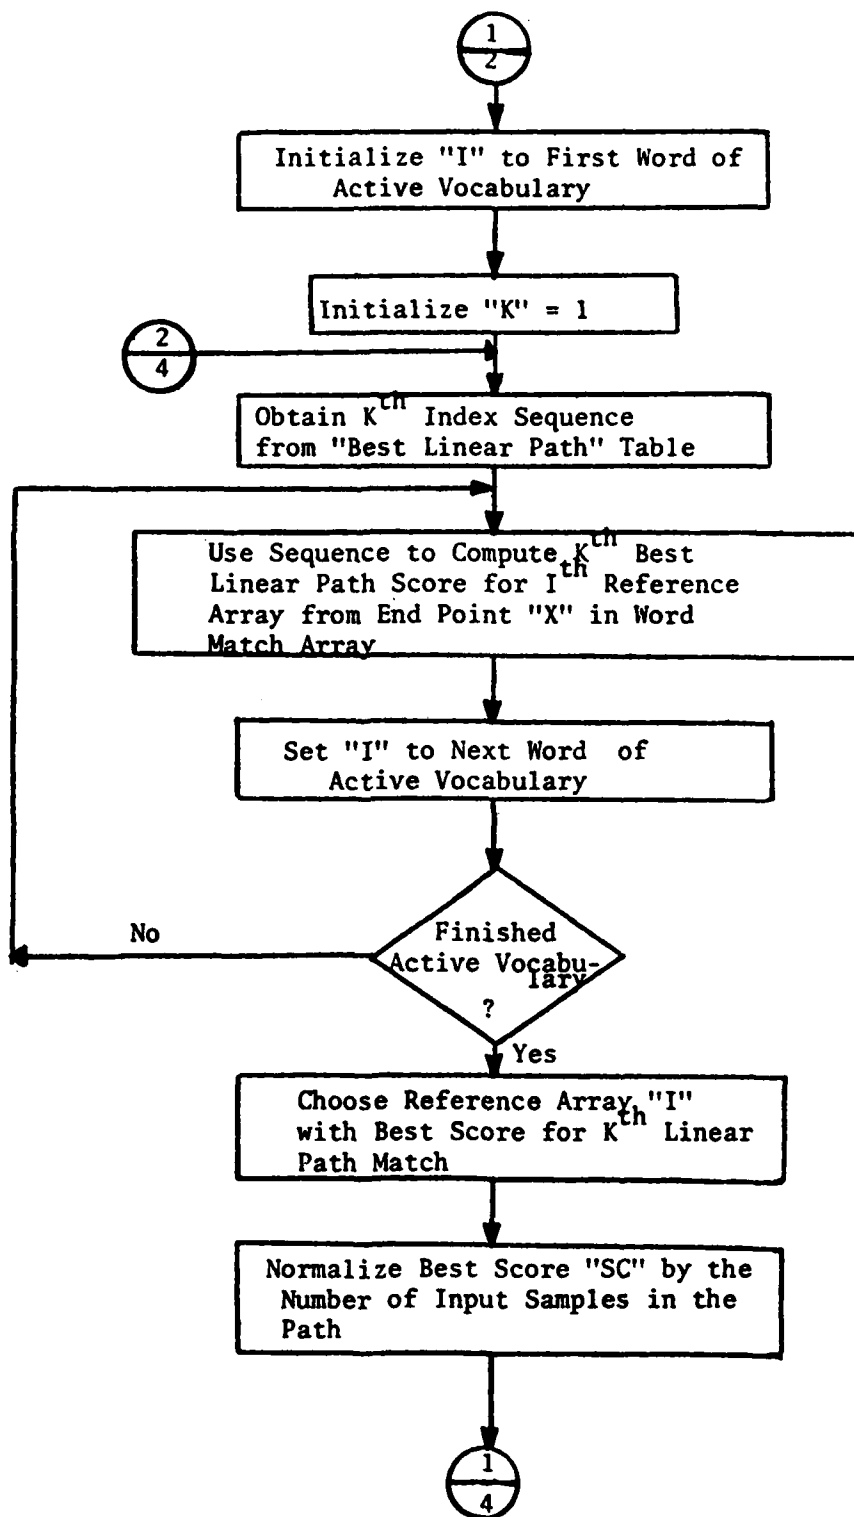 1
2
Initialize "I" to First Word of
Active Vocabulary
Initialize "K" = 1
2
4
Obtain Kth Index Sequence
from "Best Linear Path" Table
Use Sequence to Compute Kth Best
Linear Path Score for Ith Reference
Array from End Point "X" in Word
Match Array
Set "I" to Next Word of
Active Vocabulary
No
Finished
Active Vocabu-
lary
?
Yes
Choose Reference Array "I"
with Best Score for Kth Linear
Path Match
Normalize Best Score "SC" by the
Number of Input Samples in the
Path
1
4